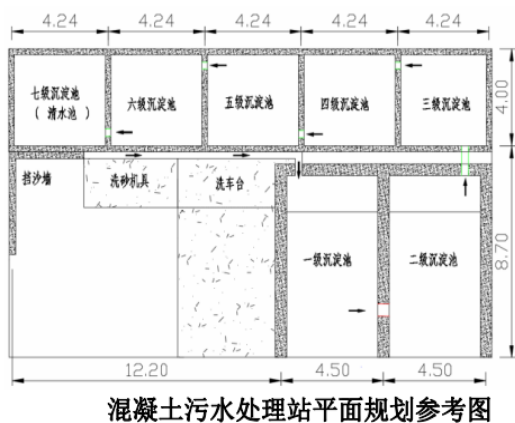 4.24 4.24 4.24 4.24 4.24
七级沉淀池
（ 清水池 ）
六级沉淀池
五级沉淀池
四级沉淀池
三级沉淀池
4.00
挡沙墙
洗砂机具
洗车台
一级沉淀池
二级沉淀池
8.70
12.20 4.50 4.50
混凝土污水处理站平面规划参考图